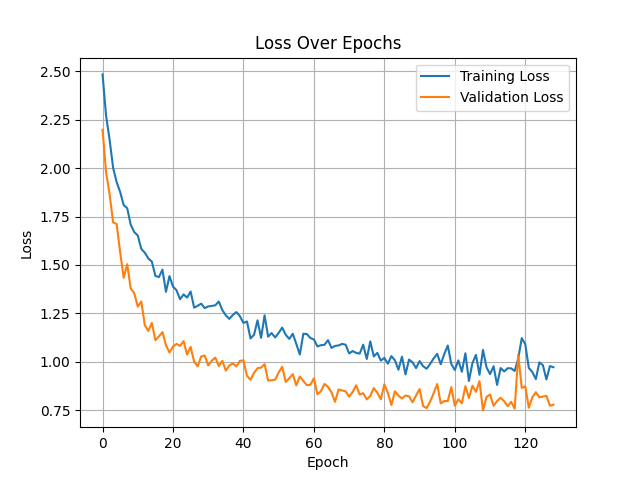 Loss Over Epochs
Training Loss
Validation Loss
2.50
2.25
2.00
1.75
1.50
1.25
1.00
0.75
Loss
0 20 40 60 80 100 120
Epoch